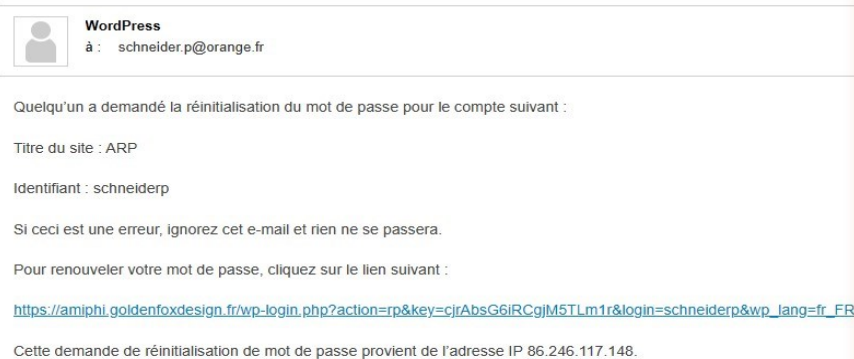 WordPress
à : schneider.p@orange.fr
Quelqu’un a demandé la réinitialisation du mot de passe pour le compte suivant :
Titre du site : ARP
Identifiant : schneiderp
Si ceci est une erreur, ignorez cet e-mail et rien ne se passera.
Pour renouveler votre mot de passe, cliquez sur le lien suivant :
https://amiphi.goldenfoxdesign.fr/wp-login.php?action=rp&key=cjrAbsG6iRCgjM5TLm1r&login=schneiderp&wp_lang=fr_FR
Cette demande de réinitialisation de mot de passe provient de l’adresse IP 86.246.117.148.